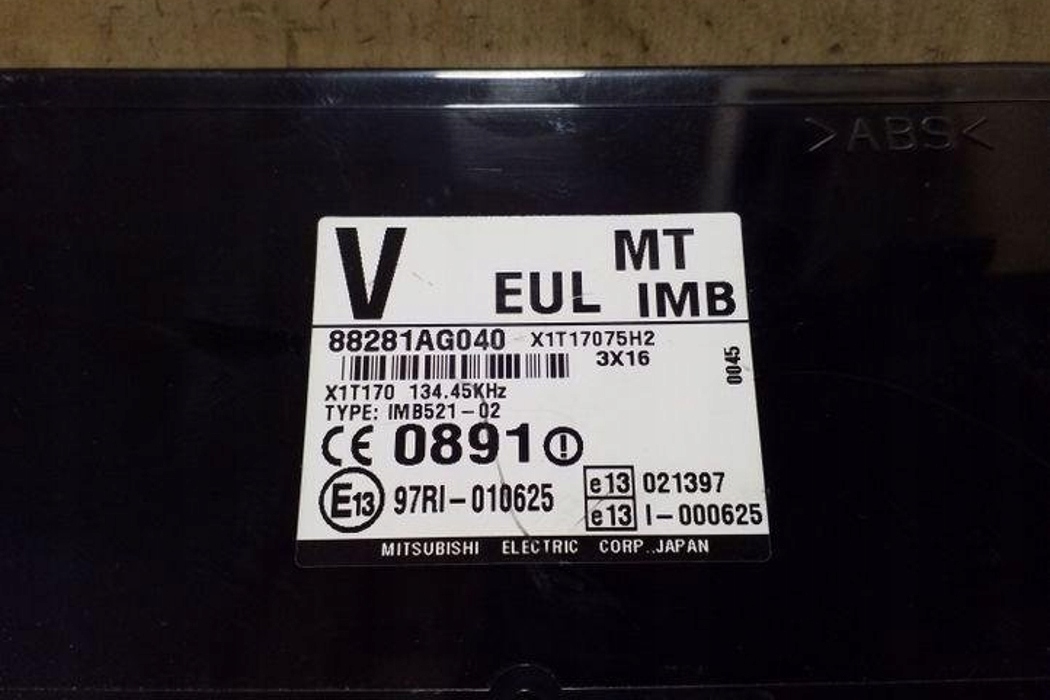 >ABS<
V EUL MT
IMB
88281AG040 X1T17075H2
3X16
0045
X1T170 134.45KHz
TYPE: IMB521-02
CE 0891
E13 97RI-010625
e13 021397
e13 I-000625
MITSUBISHI ELECTRIC CORP. JAPAN